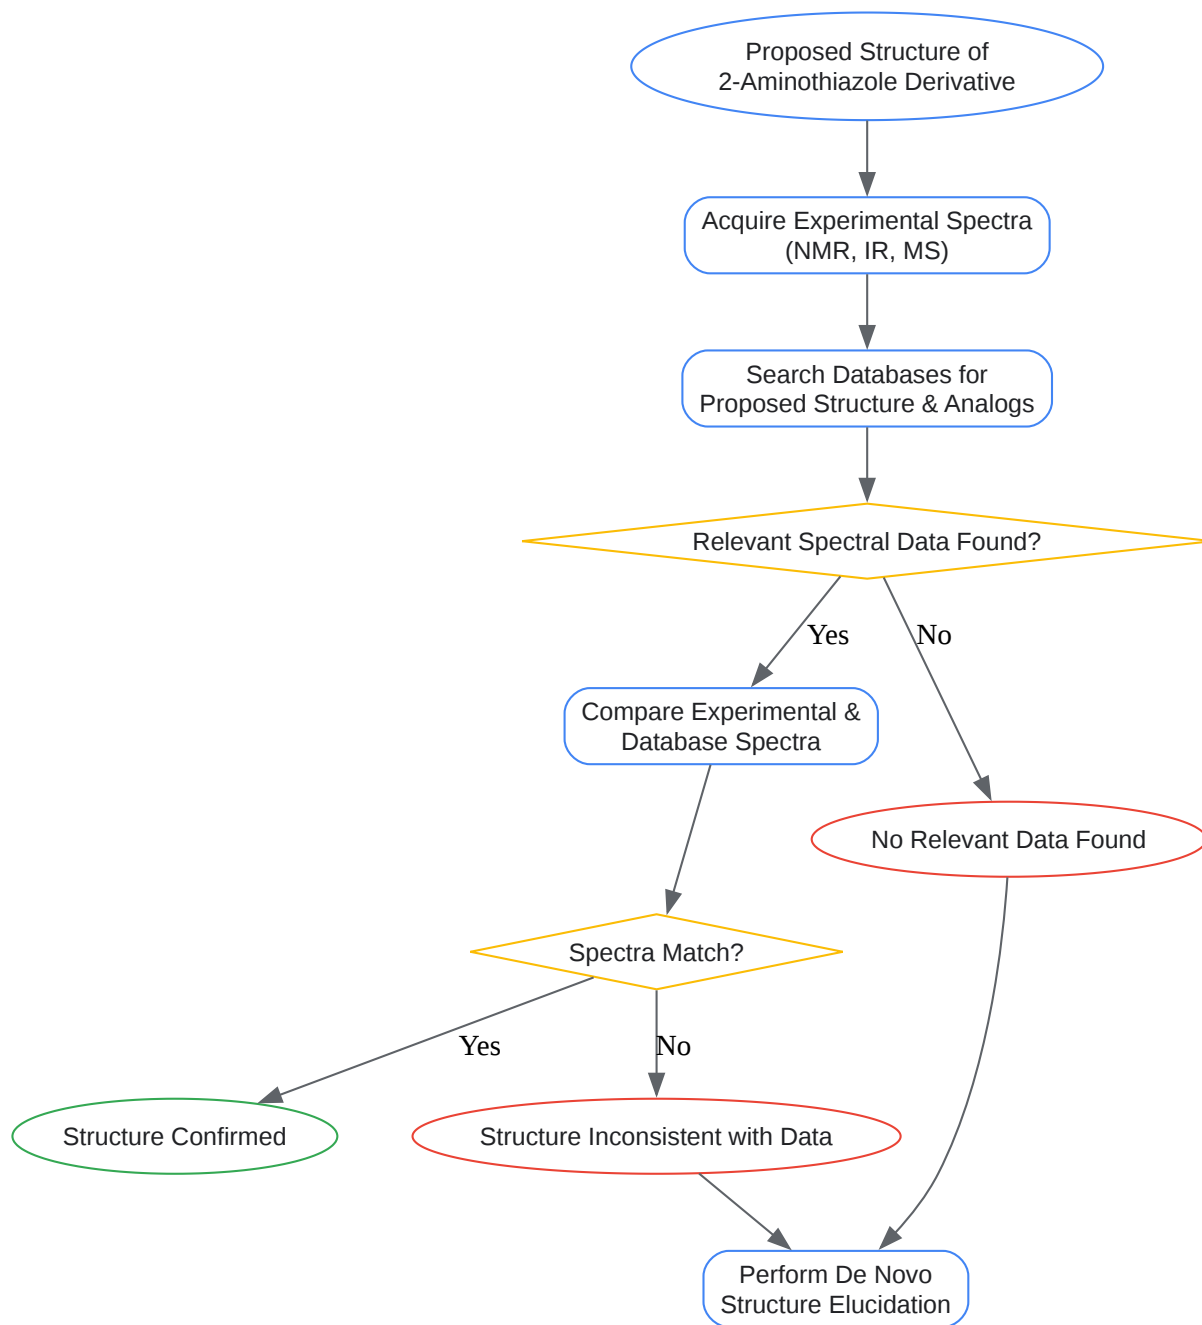 Proposed Structure of
2-Aminothiazole Derivative
Acquire Experimental Spectra
(NMR, IR, MS)
Search Databases for
Proposed Structure & Analogs
Relevant Spectral Data Found?
Yes
No
Compare Experimental &
Database Spectra
No Relevant Data Found
Spectra Match?
Yes
No
Structure Confirmed
Structure Inconsistent with Data
Perform De Novo
Structure Elucidation